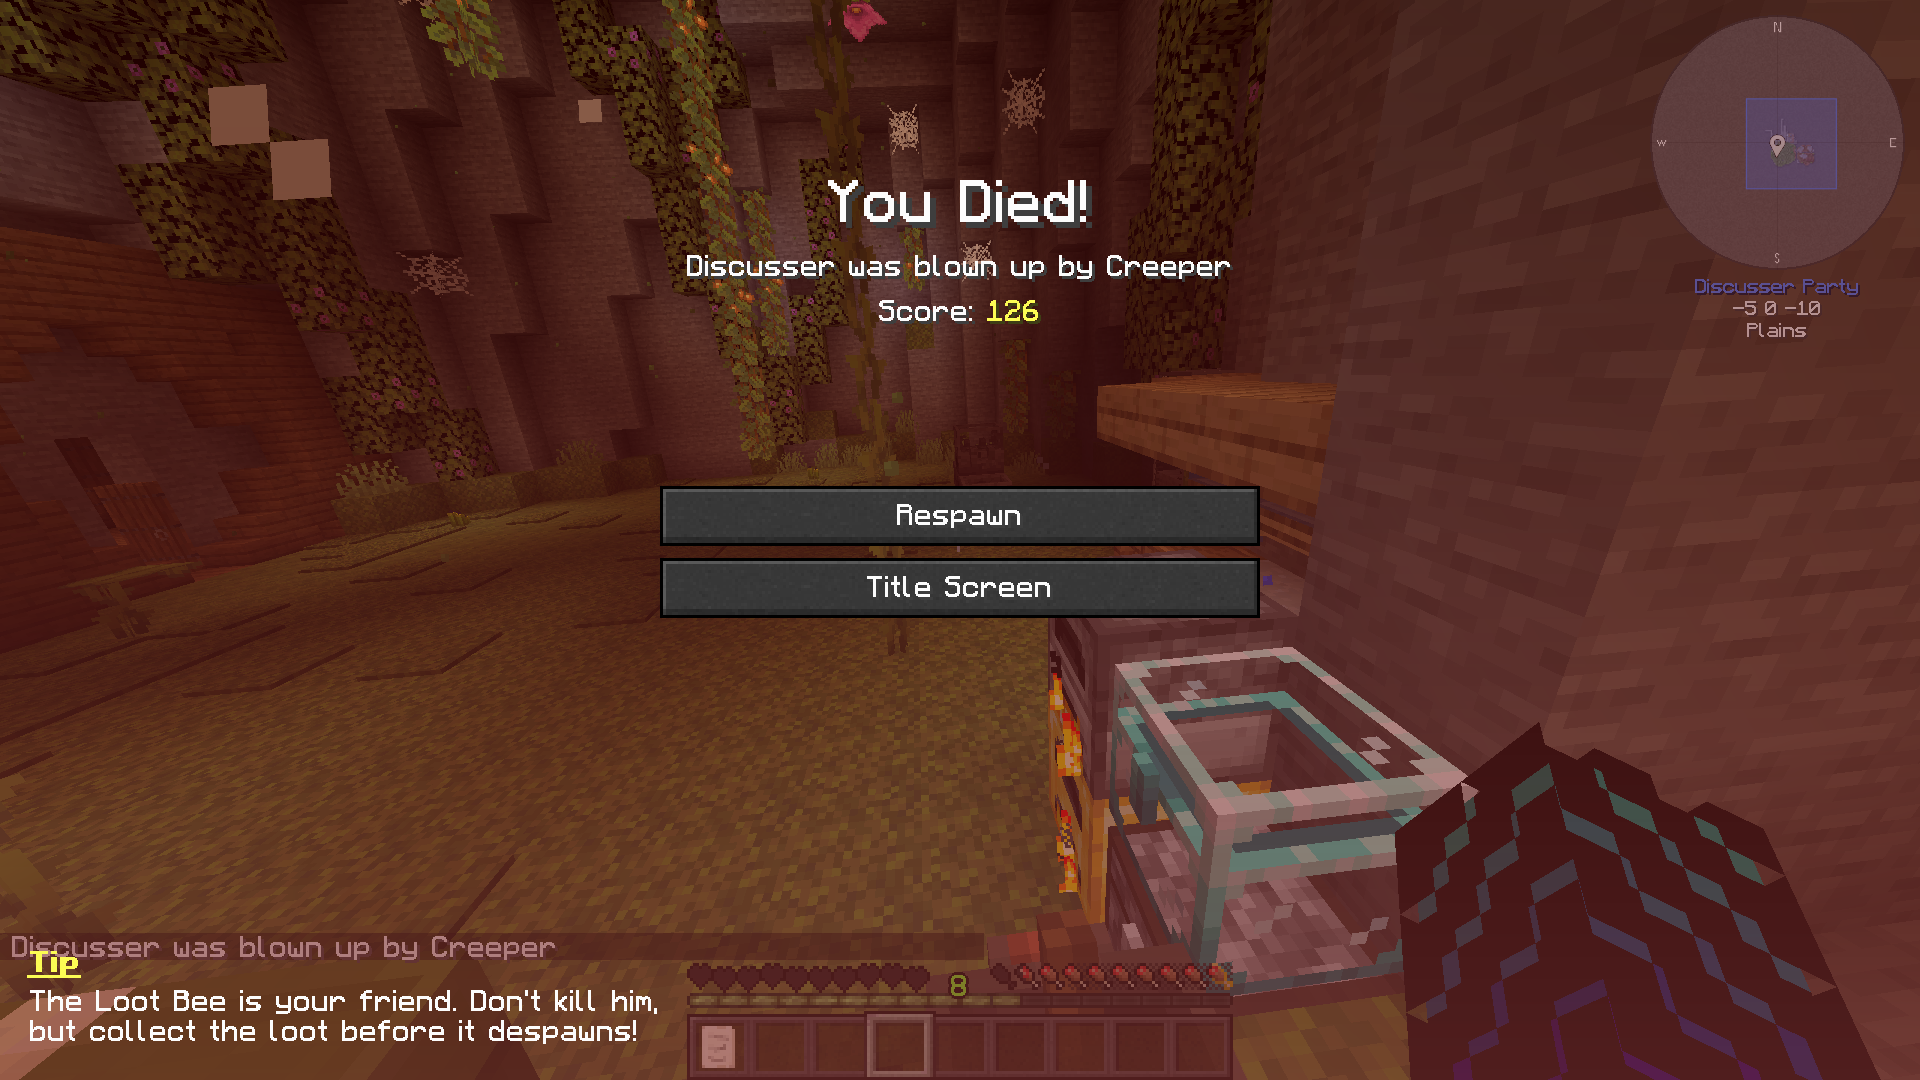 N
W
E
S
Discusser Party
-5 0 -10
Plains
You Died!
Discusser was blown up by Creeper
Score: 126
Respawn
Title Screen
Discusser was blown up by Creeper
Tip
The Loot Bee is your friend. Don't kill him,
but collect the loot before it despawns!
8